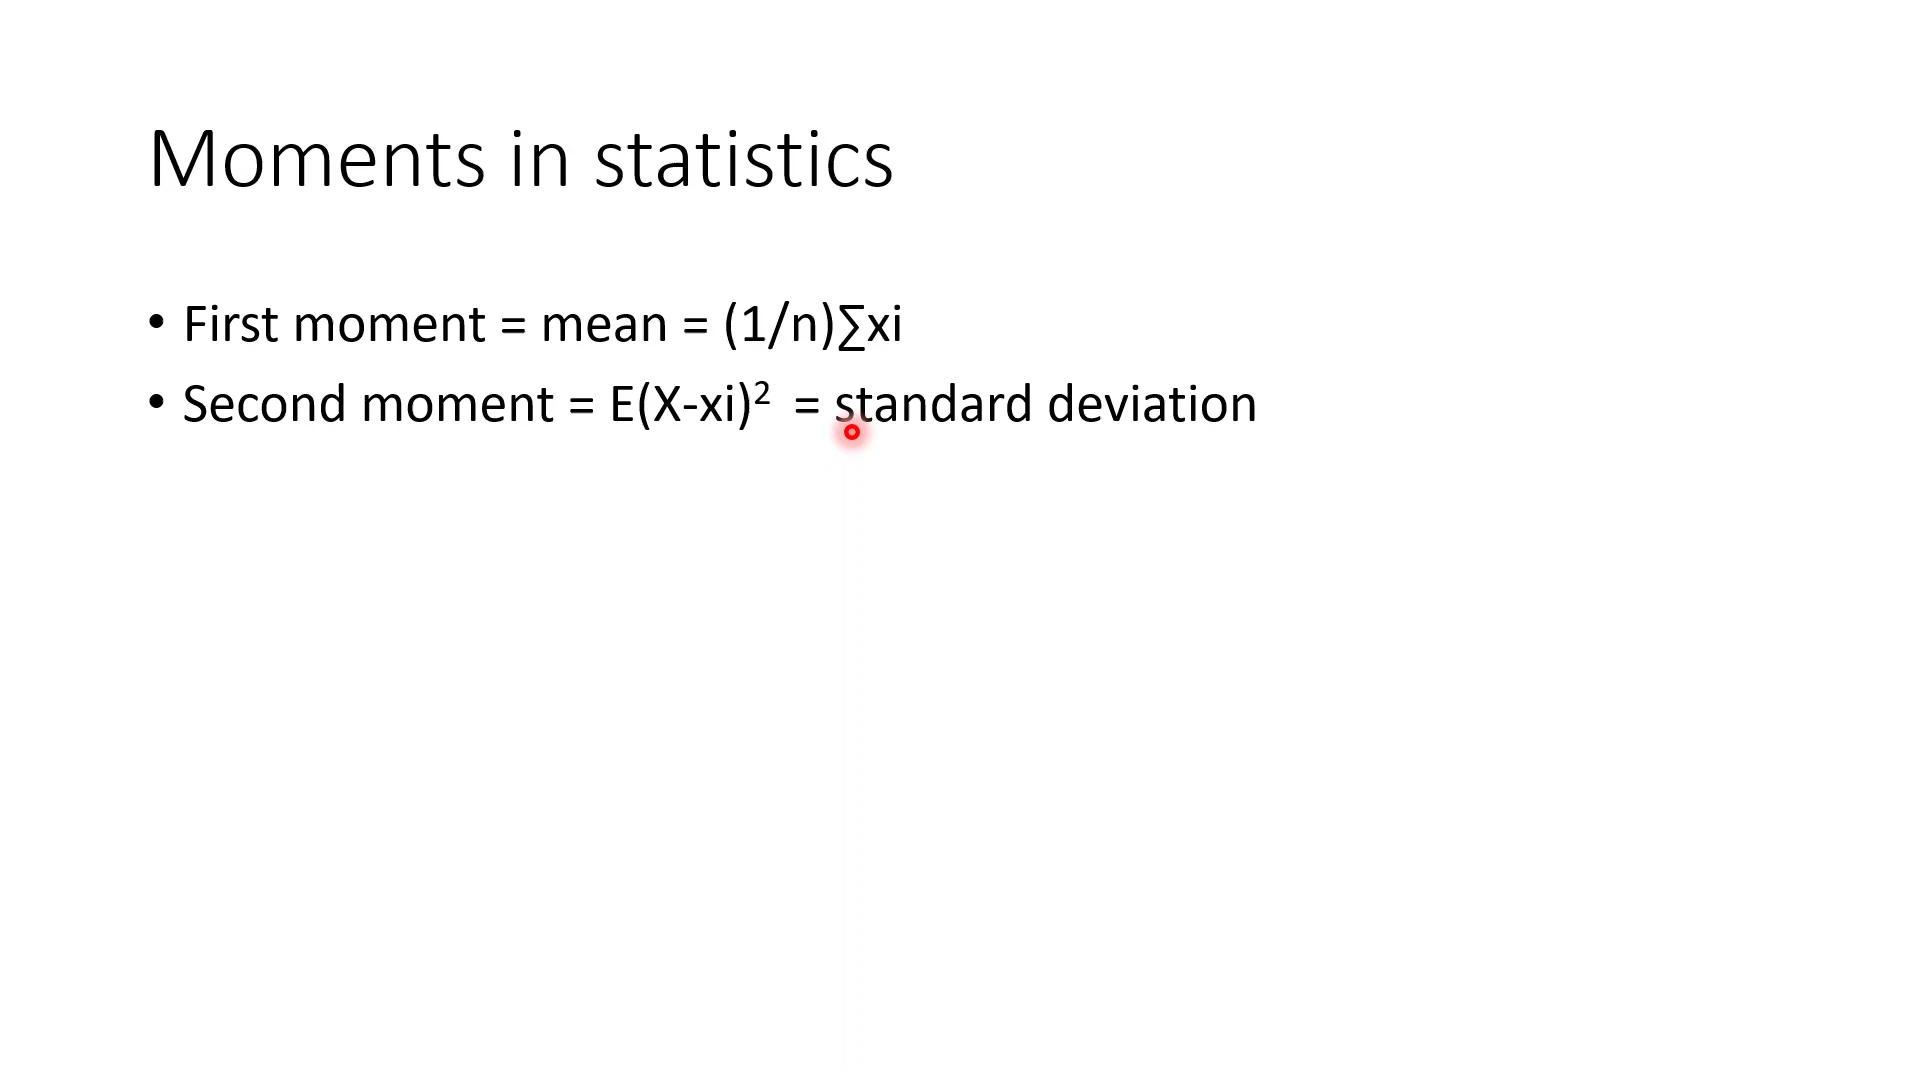 Moments in statistics
• First moment = mean = (1/n)∑xi
• Second moment = E(X-xi)² = standard deviation